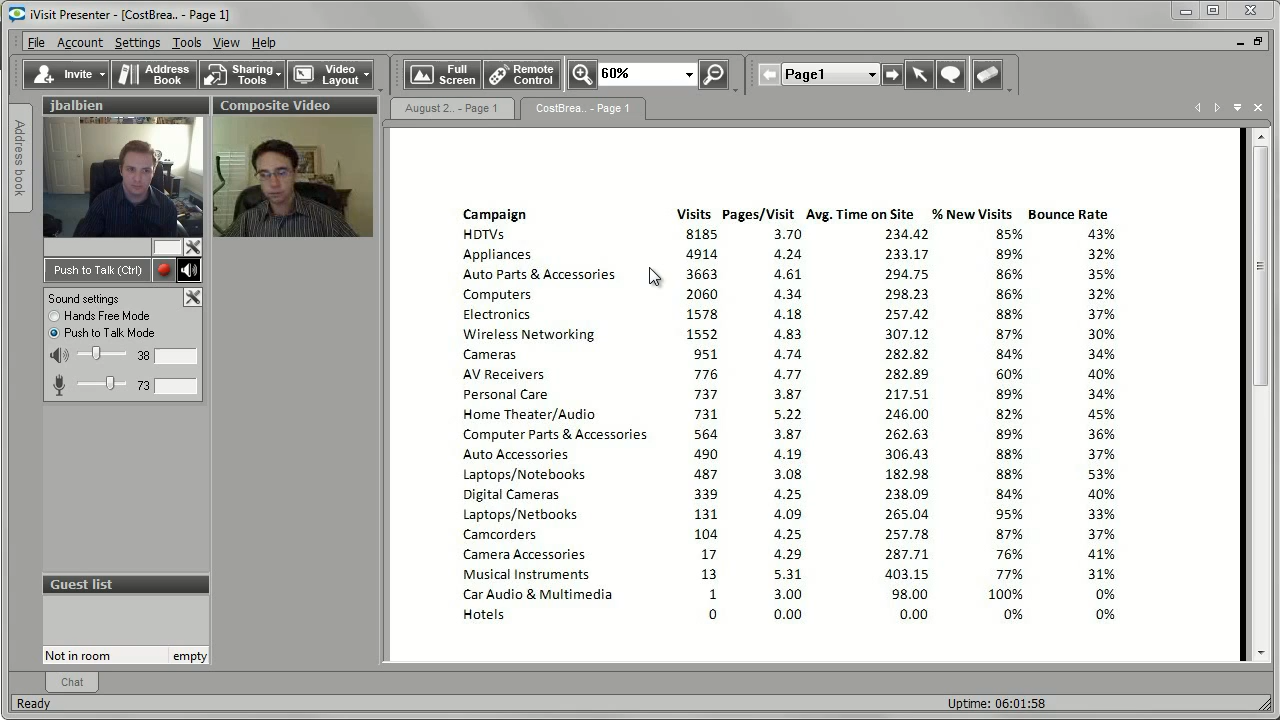 iVisit Presenter - [CostBrea.. - Page 1]
File Account Settings Tools View Help
Invite Address Book Sharing Tools Video Layout Full Screen Remote Control 60% Page1
jbalbien Composite Video August 2.. - Page 1 CostBrea.. - Page 1
Address book
Push to Talk (Ctrl)
Sound settings
Hands Free Mode
Push to Talk Mode
38
73
Guest list
Not in room empty
Campaign Visits Pages/Visit Avg. Time on Site % New Visits Bounce Rate
HDTVs 8185 3.70 234.42 85% 43%
Appliances 4914 4.24 233.17 89% 32%
Auto Parts & Accessories 3663 4.61 294.75 86% 35%
Computers 2060 4.34 298.23 86% 32%
Electronics 1578 4.18 257.42 88% 37%
Wireless Networking 1552 4.83 307.12 87% 30%
Cameras 951 4.74 282.82 84% 34%
AV Receivers 776 4.77 282.89 60% 40%
Personal Care 737 3.87 217.51 89% 34%
Home Theater/Audio 731 5.22 246.00 82% 45%
Computer Parts & Accessories 564 3.87 262.63 89% 36%
Auto Accessories 490 4.19 306.43 88% 37%
Laptops/Notebooks 487 3.08 182.98 88% 53%
Digital Cameras 339 4.25 238.09 84% 40%
Laptops/Netbooks 131 4.09 265.04 95% 33%
Camcorders 104 4.25 257.78 87% 37%
Camera Accessories 17 4.29 287.71 76% 41%
Musical Instruments 13 5.31 403.15 77% 31%
Car Audio & Multimedia 1 3.00 98.00 100% 0%
Hotels 0 0.00 0.00 0% 0%
Chat
Ready Uptime: 06:01:58